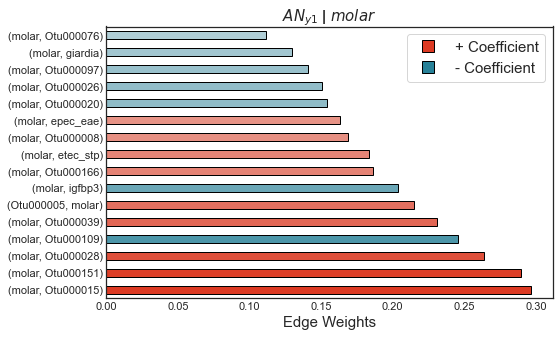 AN_y1 | molar
(molar, Otu000076)
(molar, giardia)
(molar, Otu000097)
(molar, Otu000026)
(molar, Otu000020)
(molar, epec_eae)
(molar, Otu000008)
(molar, etec_stp)
(molar, Otu000166)
(molar, igfbp3)
(Otu000005, molar)
(molar, Otu000039)
(molar, Otu000109)
(molar, Otu000028)
(molar, Otu000151)
(molar, Otu000015)
+ Coefficient
- Coefficient
0.00 0.05 0.10 0.15 0.20 0.25 0.30
Edge Weights